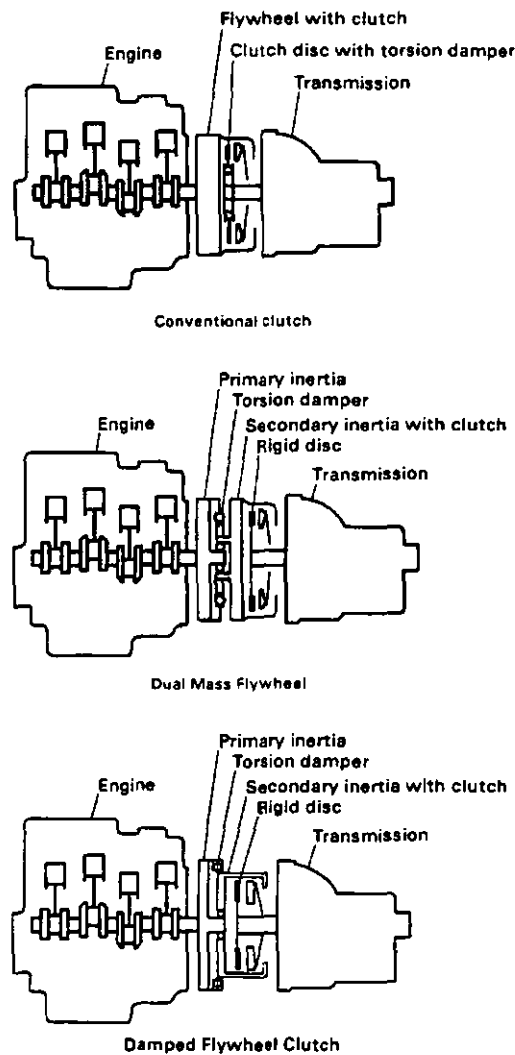 Flywheel with clutch
Engine
Clutch disc with torsion damper
Transmission
Conventional clutch
Primary inertia
Torsion damper
Engine
Secondary inertia with clutch
Rigid disc
Transmission
Dual Mass Flywheel
Primary inertia
Torsion damper
Engine
Secondary inertia with clutch
Rigid disc
Transmission
Damped Flywheel Clutch